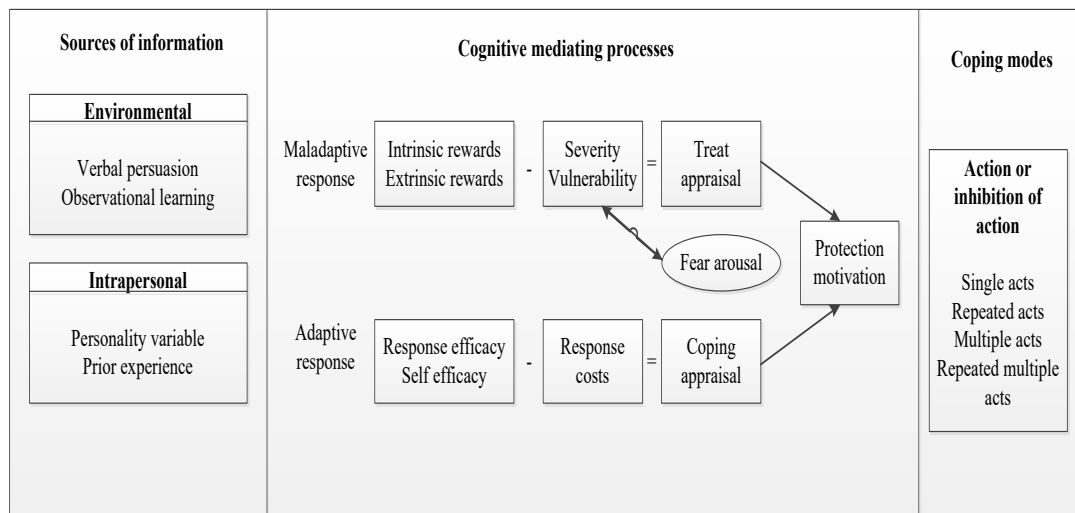 Sources of information
Environmental
Verbal persuasion
Observational learning
Intrapersonal
Personality variable
Prior experience
Cognitive mediating processes
Maladaptive
response
Intrinsic rewards
Extrinsic rewards
-
Severity
Vulnerability
=
Treat
appraisal
Fear arousal
Protection
motivation
Adaptive
response
Response efficacy
Self efficacy
-
Response
costs
=
Coping
appraisal
Coping modes
Action or
inhibition of
action
Single acts
Repeated acts
Multiple acts
Repeated multiple
acts